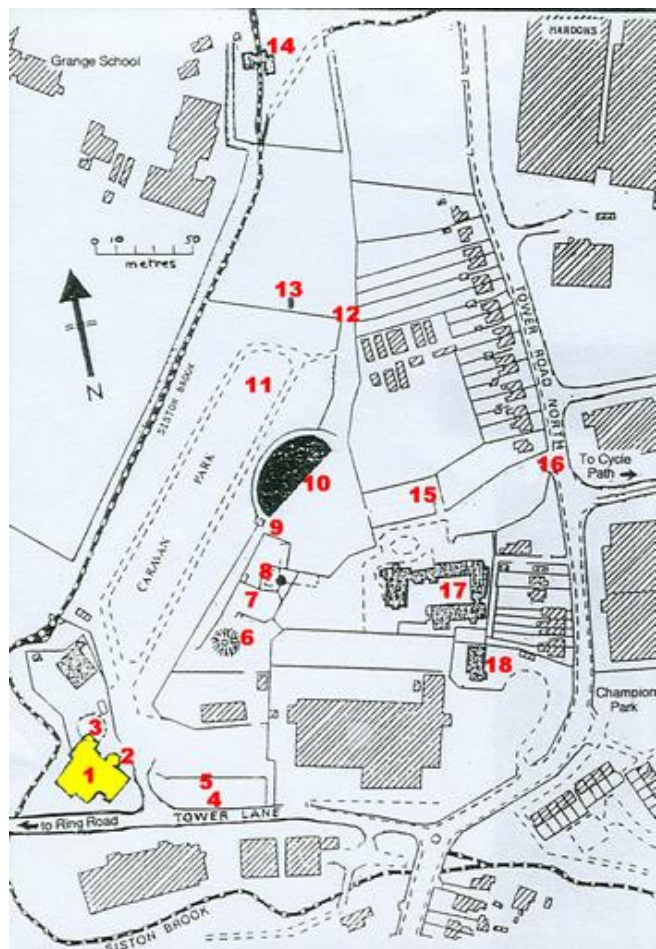 14
Grange School
HARDONS
0 10 50
metres
13
12
TOWER ROAD NORTH
SISTON BROOK
11
CARAVAN PARK
16
To Cycle
Path
10
15
9
8
7
17
6
18
Champion
Park
3
2
1
5
4
TOWER LANE
to Ring Road
SISTON BROOK
N